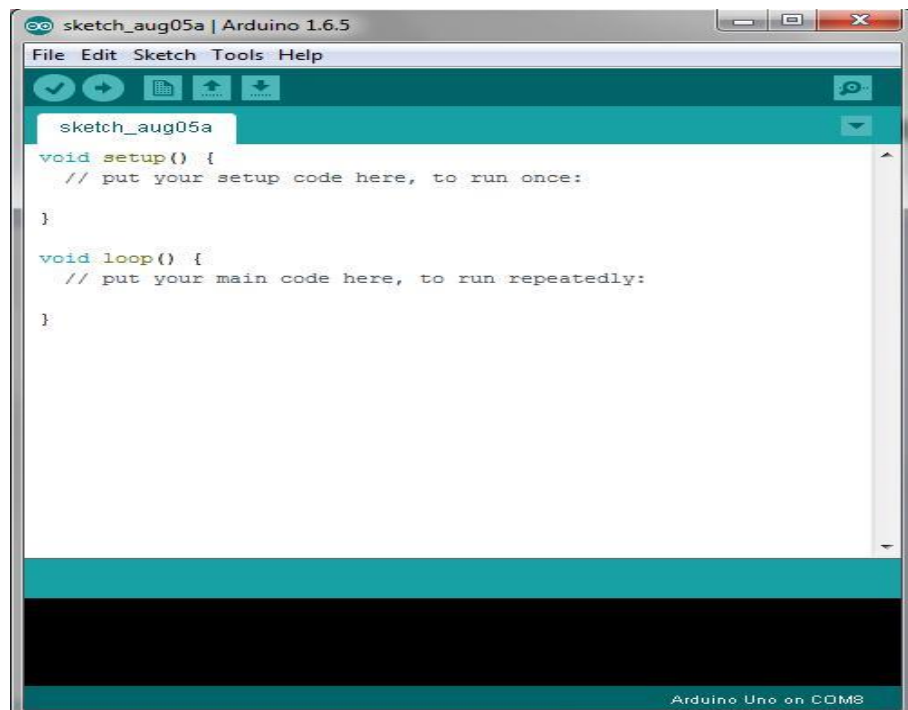 sketch_aug05a | Arduino 1.6.5
File Edit Sketch Tools Help
sketch_aug05a
void setup() {
  // put your setup code here, to run once:
}
void loop() {
  // put your main code here, to run repeatedly:
}
Arduino Uno on COM8